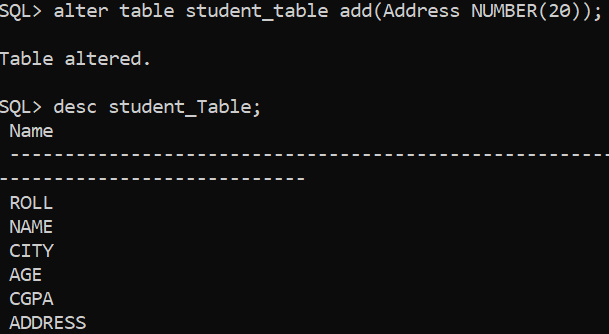 SQL> alter table student_table add(Address NUMBER(20));
Table altered.
SQL> desc student_Table;
Name
-------------------------------------------------------
----------------------------
ROLL
NAME
CITY
AGE
CGPA
ADDRESS